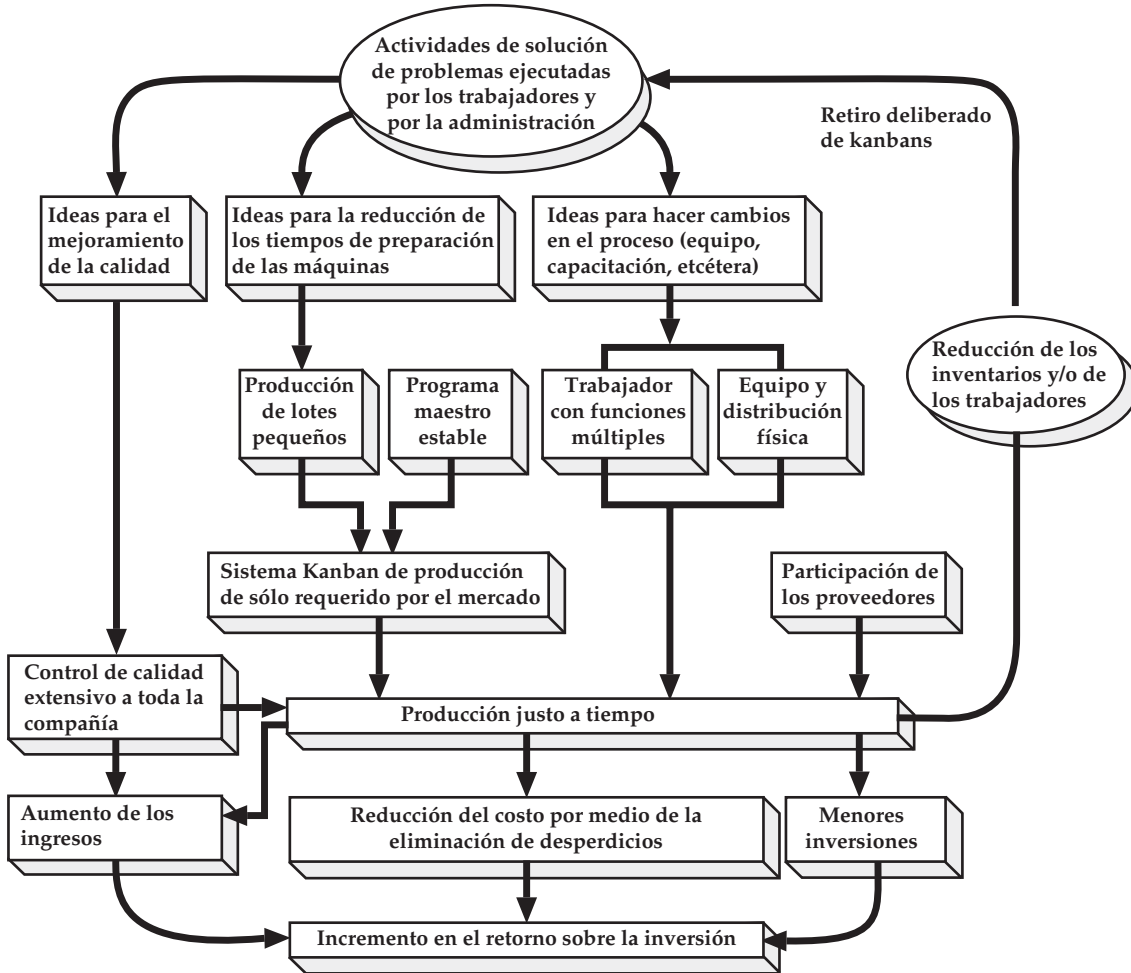 Actividades de solución
de problemas ejecutadas
por los trabajadores y
por la administración
Retiro deliberado
de kanbans
Ideas para el
mejoramiento
de la calidad
Ideas para la reducción de
los tiempos de preparación
de las máquinas
Ideas para hacer cambios
en el proceso (equipo,
capacitación, etcétera)
Reducción de los
inventarios y/o de
los trabajadores
Producción
de lotes
pequeños
Programa
maestro
estable
Trabajador
con funciones
múltiples
Equipo y
distribución
física
Sistema Kanban de producción
de sólo requerido por el mercado
Participación de
los proveedores
Control de calidad
extensivo a toda la
compañía
Producción justo a tiempo
Aumento de los
ingresos
Reducción del costo por medio de la
eliminación de desperdicios
Menores
inversiones
Incremento en el retorno sobre la inversión